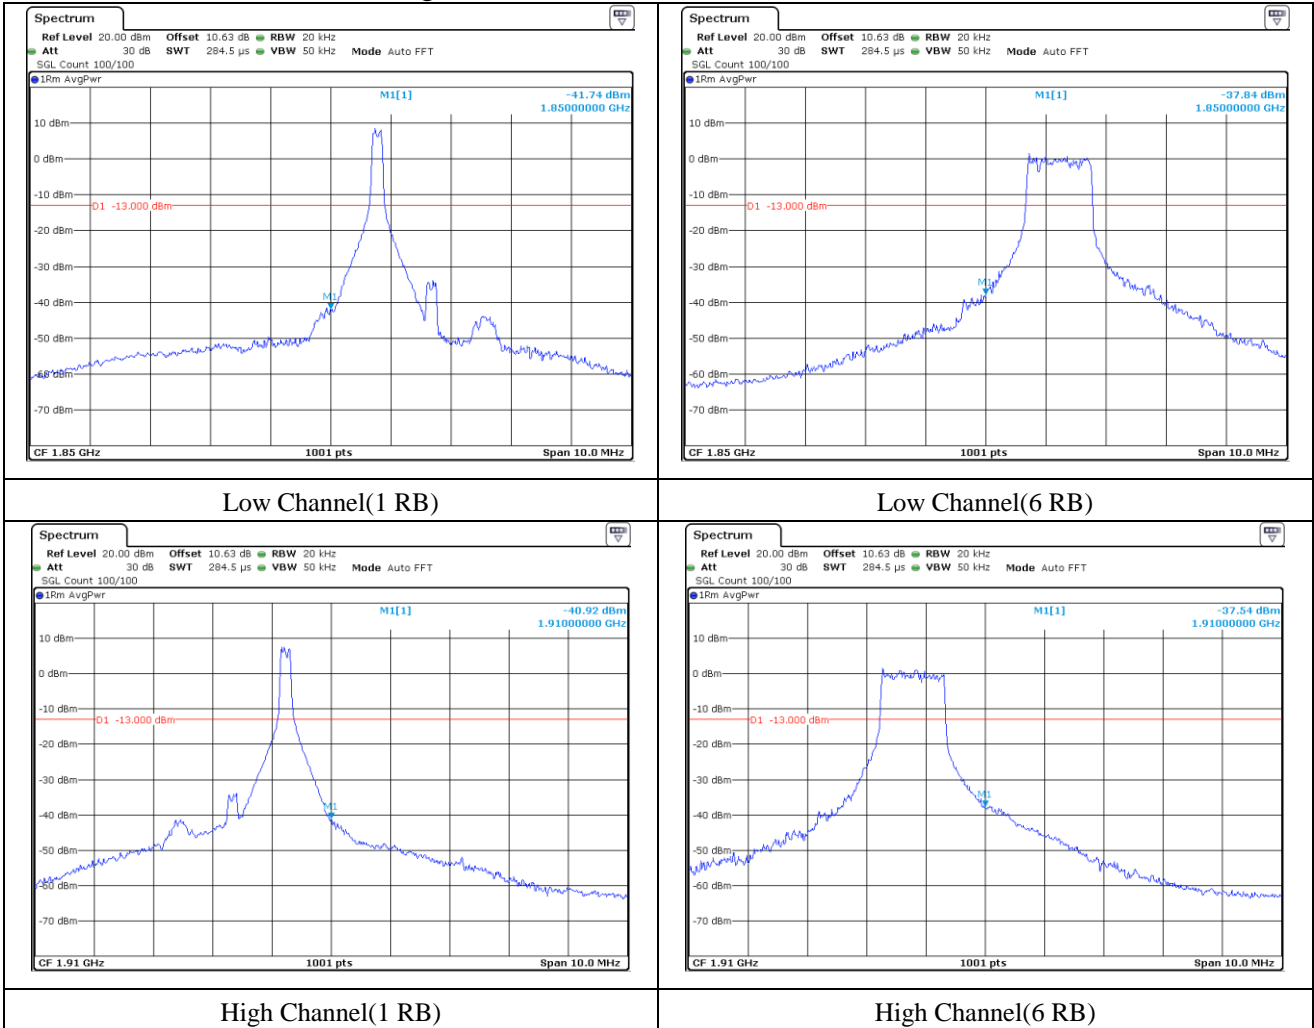 Spectrum
Ref Level 20.00 dBm Offset 10.63 dB RBW 20 kHz
Att 30 dB SWT 284.5 µs VBW 50 kHz Mode Auto FFT
SGL Count 100/100
1Rm AvgPwr
M1[1] -41.74 dBm
1.85000000 GHz
10 dBm
0 dBm
-10 dBm
D1 -13.000 dBm
-20 dBm
-30 dBm
M1
-40 dBm
-50 dBm
-60 dBm
-70 dBm
CF 1.85 GHz 1001 pts Span 10.0 MHz
Low Channel(1 RB)
Spectrum
Ref Level 20.00 dBm Offset 10.63 dB RBW 20 kHz
Att 30 dB SWT 284.5 µs VBW 50 kHz Mode Auto FFT
SGL Count 100/100
1Rm AvgPwr
M1[1] -37.84 dBm
1.85000000 GHz
10 dBm
0 dBm
-10 dBm
D1 -13.000 dBm
-20 dBm
-30 dBm
M1
-40 dBm
-50 dBm
-60 dBm
-70 dBm
CF 1.85 GHz 1001 pts Span 10.0 MHz
Low Channel(6 RB)
Spectrum
Ref Level 20.00 dBm Offset 10.63 dB RBW 20 kHz
Att 30 dB SWT 284.5 µs VBW 50 kHz Mode Auto FFT
SGL Count 100/100
1Rm AvgPwr
M1[1] -40.92 dBm
1.91000000 GHz
10 dBm
0 dBm
-10 dBm
D1 -13.000 dBm
-20 dBm
-30 dBm
M1
-40 dBm
-50 dBm
-60 dBm
-70 dBm
CF 1.91 GHz 1001 pts Span 10.0 MHz
High Channel(1 RB)
Spectrum
Ref Level 20.00 dBm Offset 10.63 dB RBW 20 kHz
Att 30 dB SWT 284.5 µs VBW 50 kHz Mode Auto FFT
SGL Count 100/100
1Rm AvgPwr
M1[1] -37.54 dBm
1.91000000 GHz
10 dBm
0 dBm
-10 dBm
D1 -13.000 dBm
-20 dBm
-30 dBm
M1
-40 dBm
-50 dBm
-60 dBm
-70 dBm
CF 1.91 GHz 1001 pts Span 10.0 MHz
High Channel(6 RB)